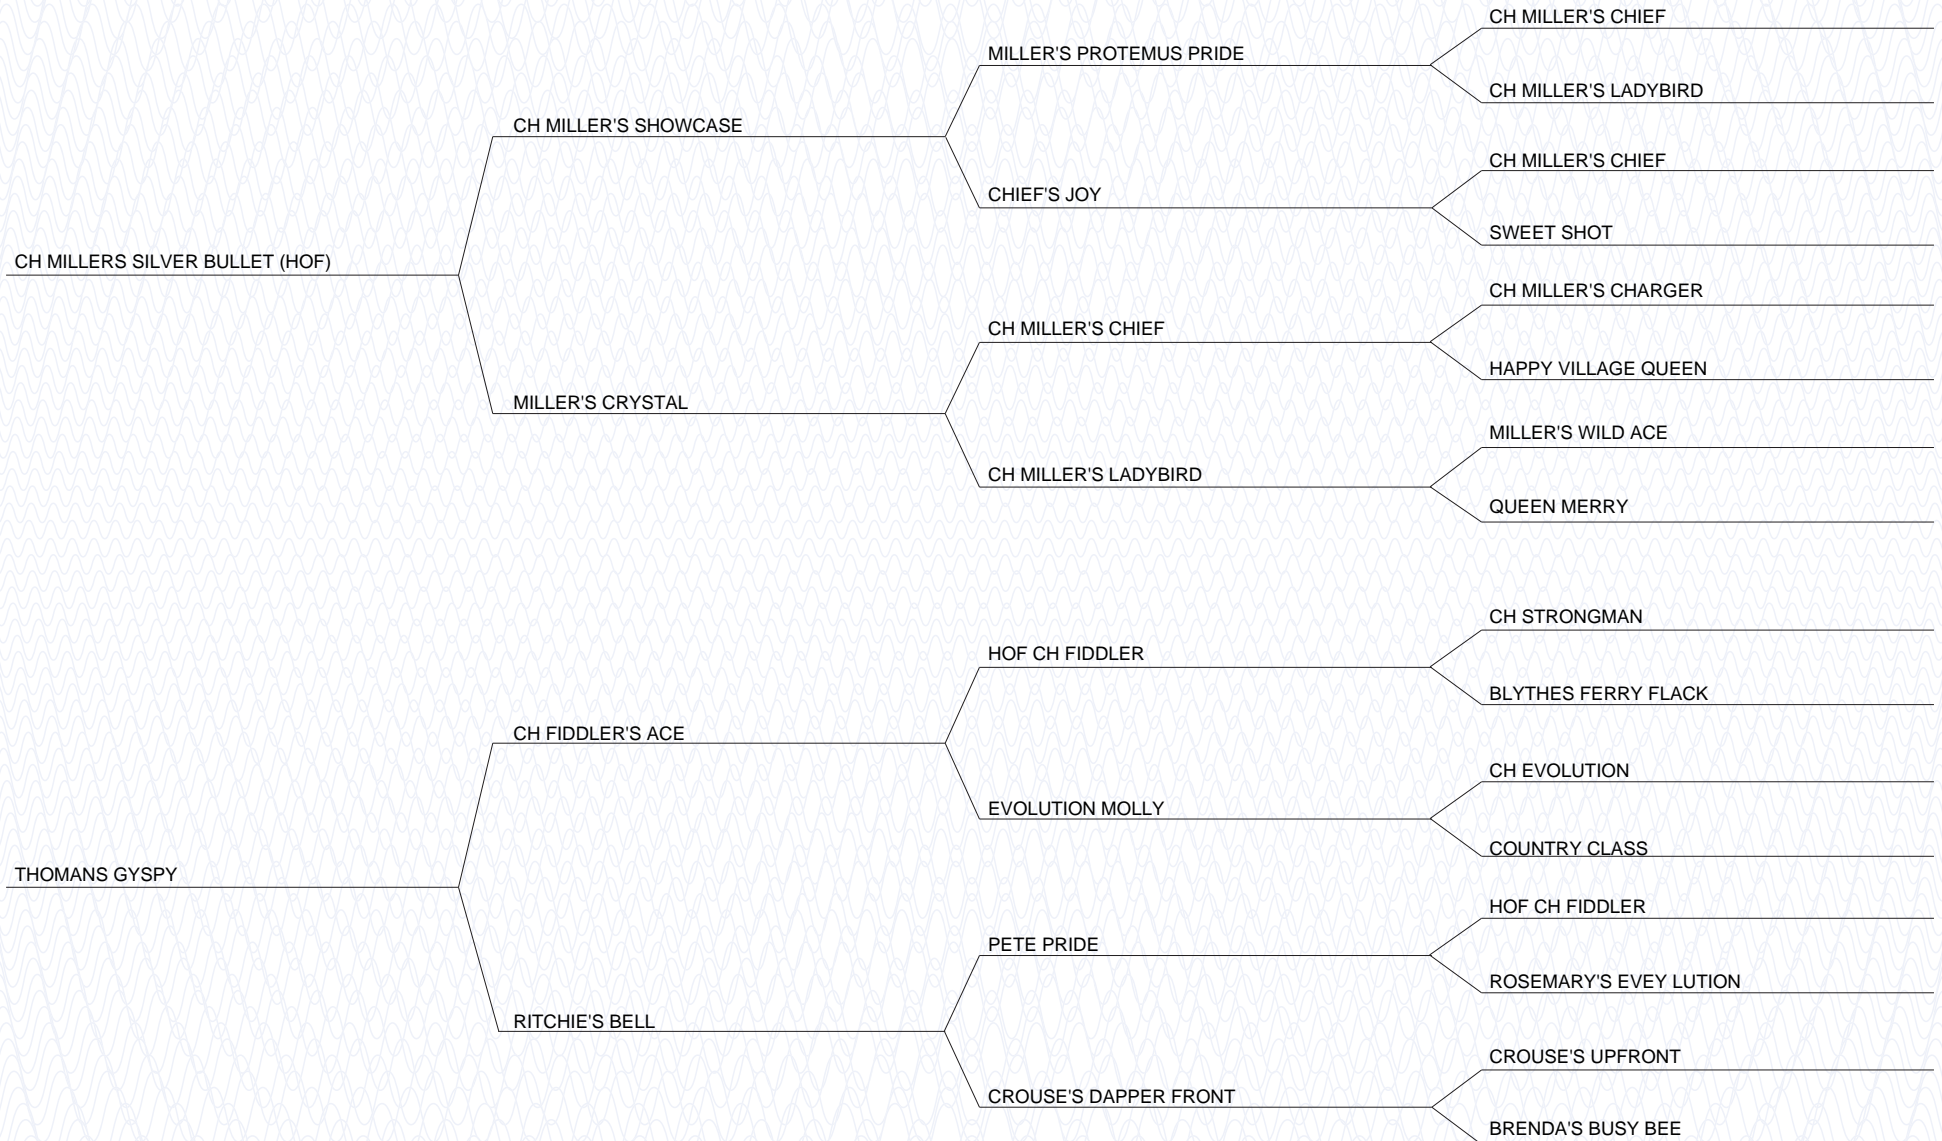 CH MILLER'S CHIEF
MILLER'S PROTEMUS PRIDE
CH MILLER'S LADYBIRD
CH MILLER'S SHOWCASE
CH MILLER'S CHIEF
CHIEF'S JOY
SWEET SHOT
CH MILLERS SILVER BULLET (HOF)
CH MILLER'S CHARGER
CH MILLER'S CHIEF
HAPPY VILLAGE QUEEN
MILLER'S CRYSTAL
MILLER'S WILD ACE
CH MILLER'S LADYBIRD
QUEEN MERRY
CH STRONGMAN
HOF CH FIDDLER
BLYTHES FERRY FLACK
CH FIDDLER'S ACE
CH EVOLUTION
EVOLUTION MOLLY
COUNTRY CLASS
THOMANS GYSPY
HOF CH FIDDLER
PETE PRIDE
ROSEMARY'S EVEY LUTION
RITCHIE'S BELL
CROUSE'S UPFRONT
CROUSE'S DAPPER FRONT
BRENDA'S BUSY BEE